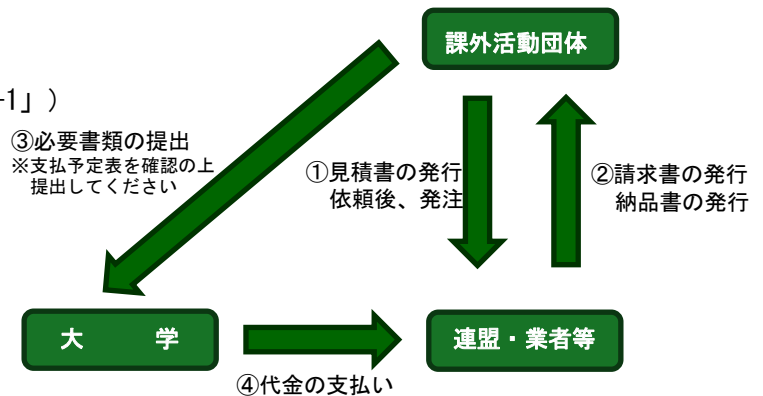 課外活動団体
-1」）
③必要書類の提出
※支払予定表を確認の上
提出してください
①見積書の発行
依頼後、発注
②請求書の発行
納品書の発行
大　　学
連盟・業者等
④代金の支払い